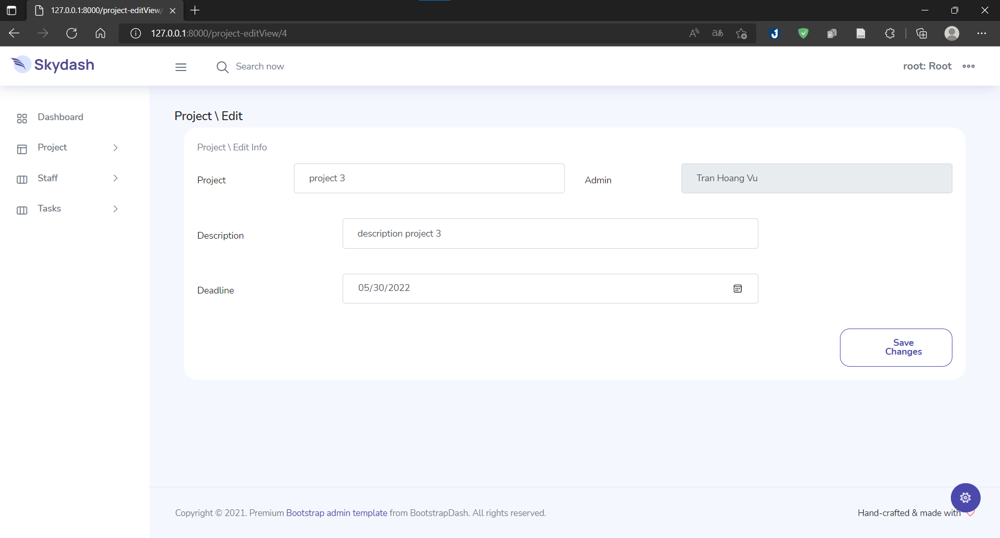 127.0.0.1:8000/project-editView/
127.0.0.1:8000/project-editView/4
Skydash
Search now
root: Root
Dashboard
Project
Staff
Tasks
Project \ Edit
Project \ Edit Info
Project
project 3
Admin
Tran Hoang Vu
Description
description project 3
Deadline
05/30/2022
Save
Changes
Copyright © 2021. Premium Bootstrap admin template from BootstrapDash. All rights reserved.
Hand-crafted & made with